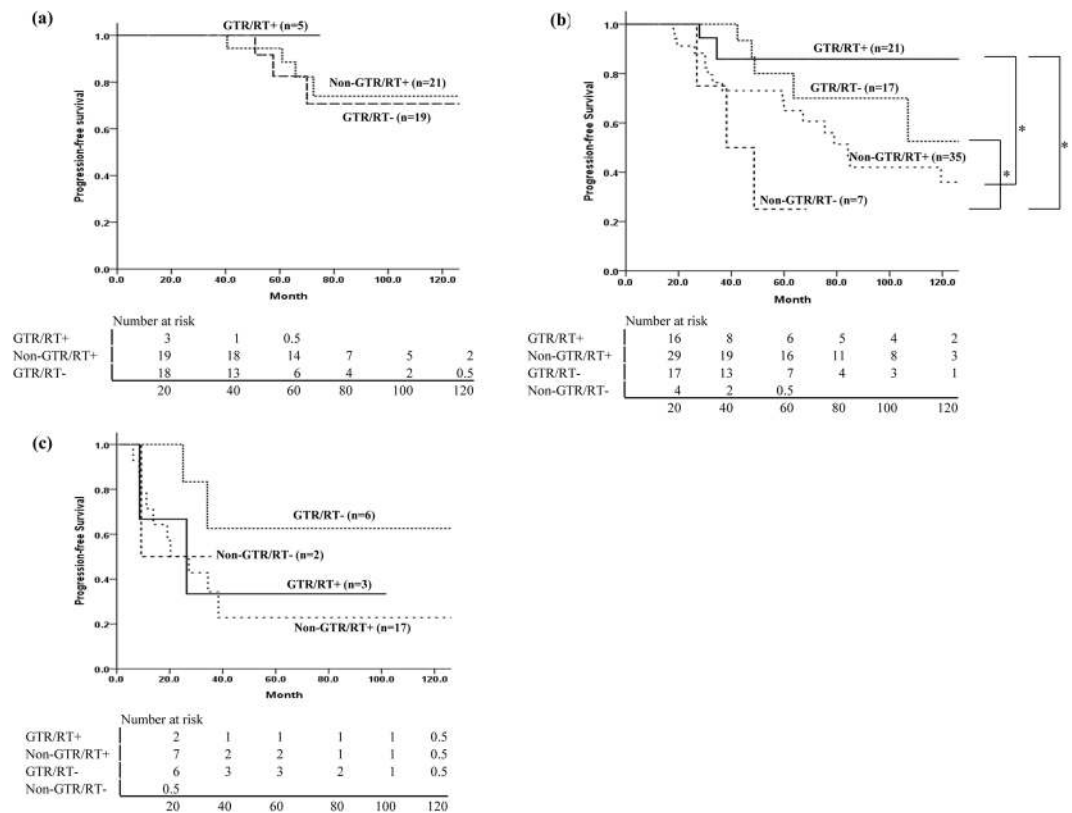 (a)
GTR/RT+ (n=5)
Non-GTR/RT+ (n=21)
GTR/RT- (n=19)
Progression-free Survival
1.0
0.8
0.6
0.4
0.2
0.0
0.0 20.0 40.0 60.0 80.0 100.0 120.0
Month
Number at risk
GTR/RT+ 3 1 0.5
Non-GTR/RT+ 19 18 14 7 5 2
GTR/RT- 18 13 6 4 2 0.5
20 40 60 80 100 120
(b)
GTR/RT+ (n=21)
GTR/RT- (n=17)
Non-GTR/RT+ (n=35)
Non-GTR/RT- (n=7)
* * *
Progression-free Survival
1.0
0.8
0.6
0.4
0.2
0.0
0.0 20.0 40.0 60.0 80.0 100.0 120.0
Month
Number at risk
GTR/RT+ 16 8 6 5 4 2
Non-GTR/RT+ 29 19 16 11 8 3
GTR/RT- 17 13 7 4 3 1
Non-GTR/RT- 4 2 0.5
20 40 60 80 100 120
(c)
GTR/RT- (n=6)
Non-GTR/RT- (n=2)
GTR/RT+ (n=3)
Non-GTR/RT+ (n=17)
Progression-free Survival
1.0
0.8
0.6
0.4
0.2
0.0
0.0 20.0 40.0 60.0 80.0 100.0 120.0
Month
Number at risk
GTR/RT+ 2 1 1 1 1 0.5
Non-GTR/RT+ 7 2 2 1 1 0.5
GTR/RT- 6 3 3 2 1 0.5
Non-GTR/RT- 0.5
20 40 60 80 100 120